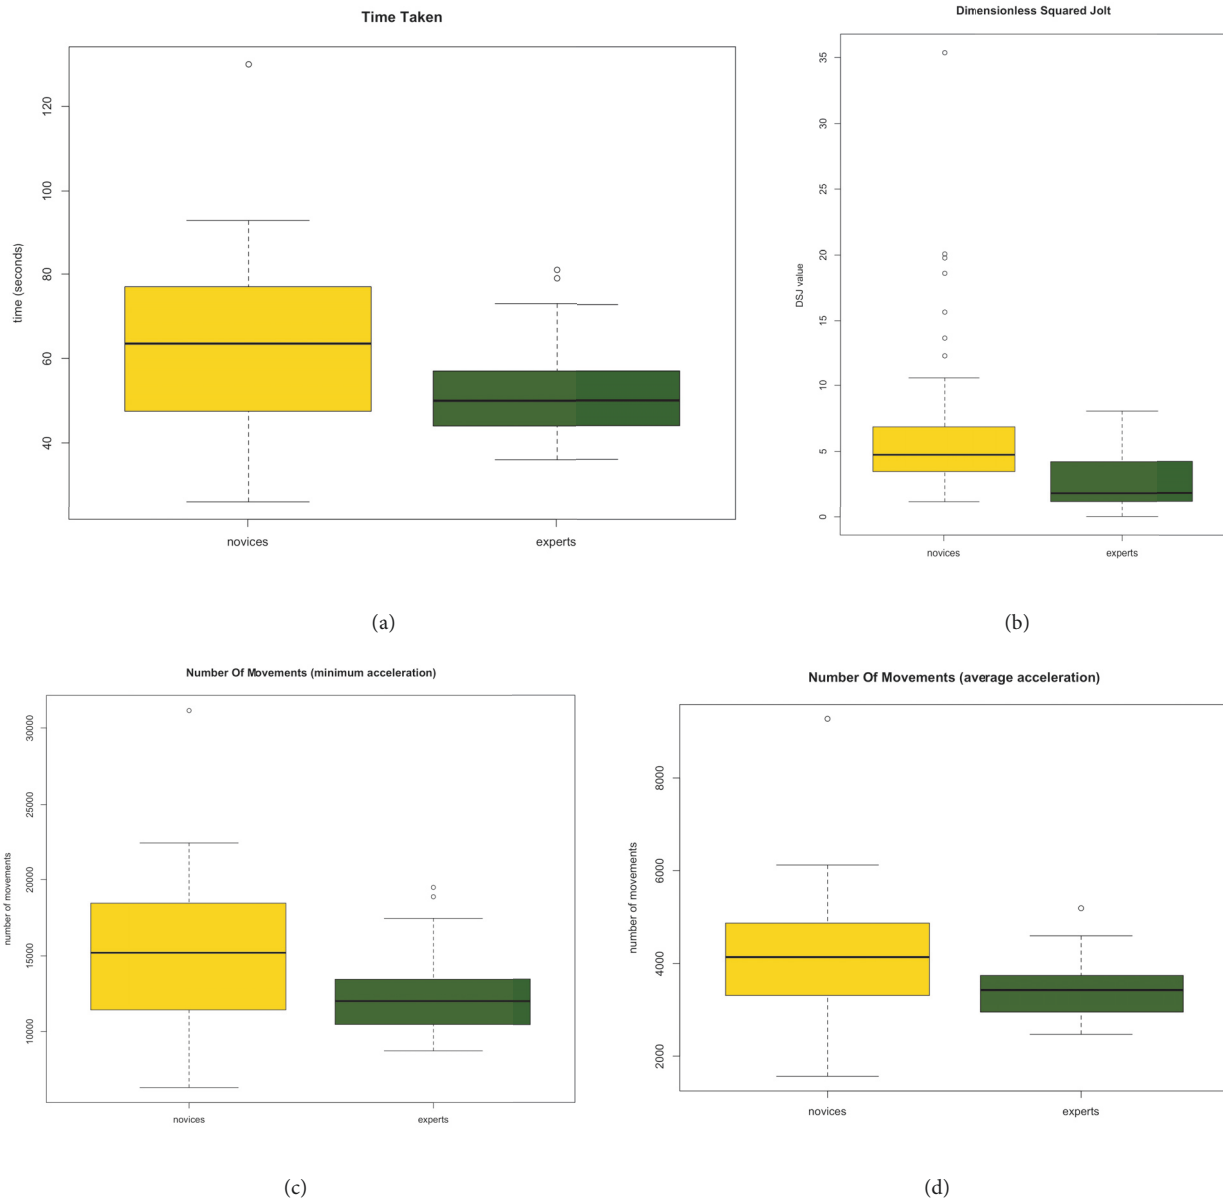 Time Taken
time (seconds)
120
100
80
60
40
novices
experts
(a)
Dimensionless Squared Jolt
DSJ value
35
30
25
20
15
10
5
0
novices
experts
(b)
Number Of Movements (minimum acceleration)
number of movements
30000
25000
20000
15000
10000
novices
experts
(c)
Number Of Movements (average acceleration)
number of movements
8000
6000
4000
2000
novices
experts
(d)